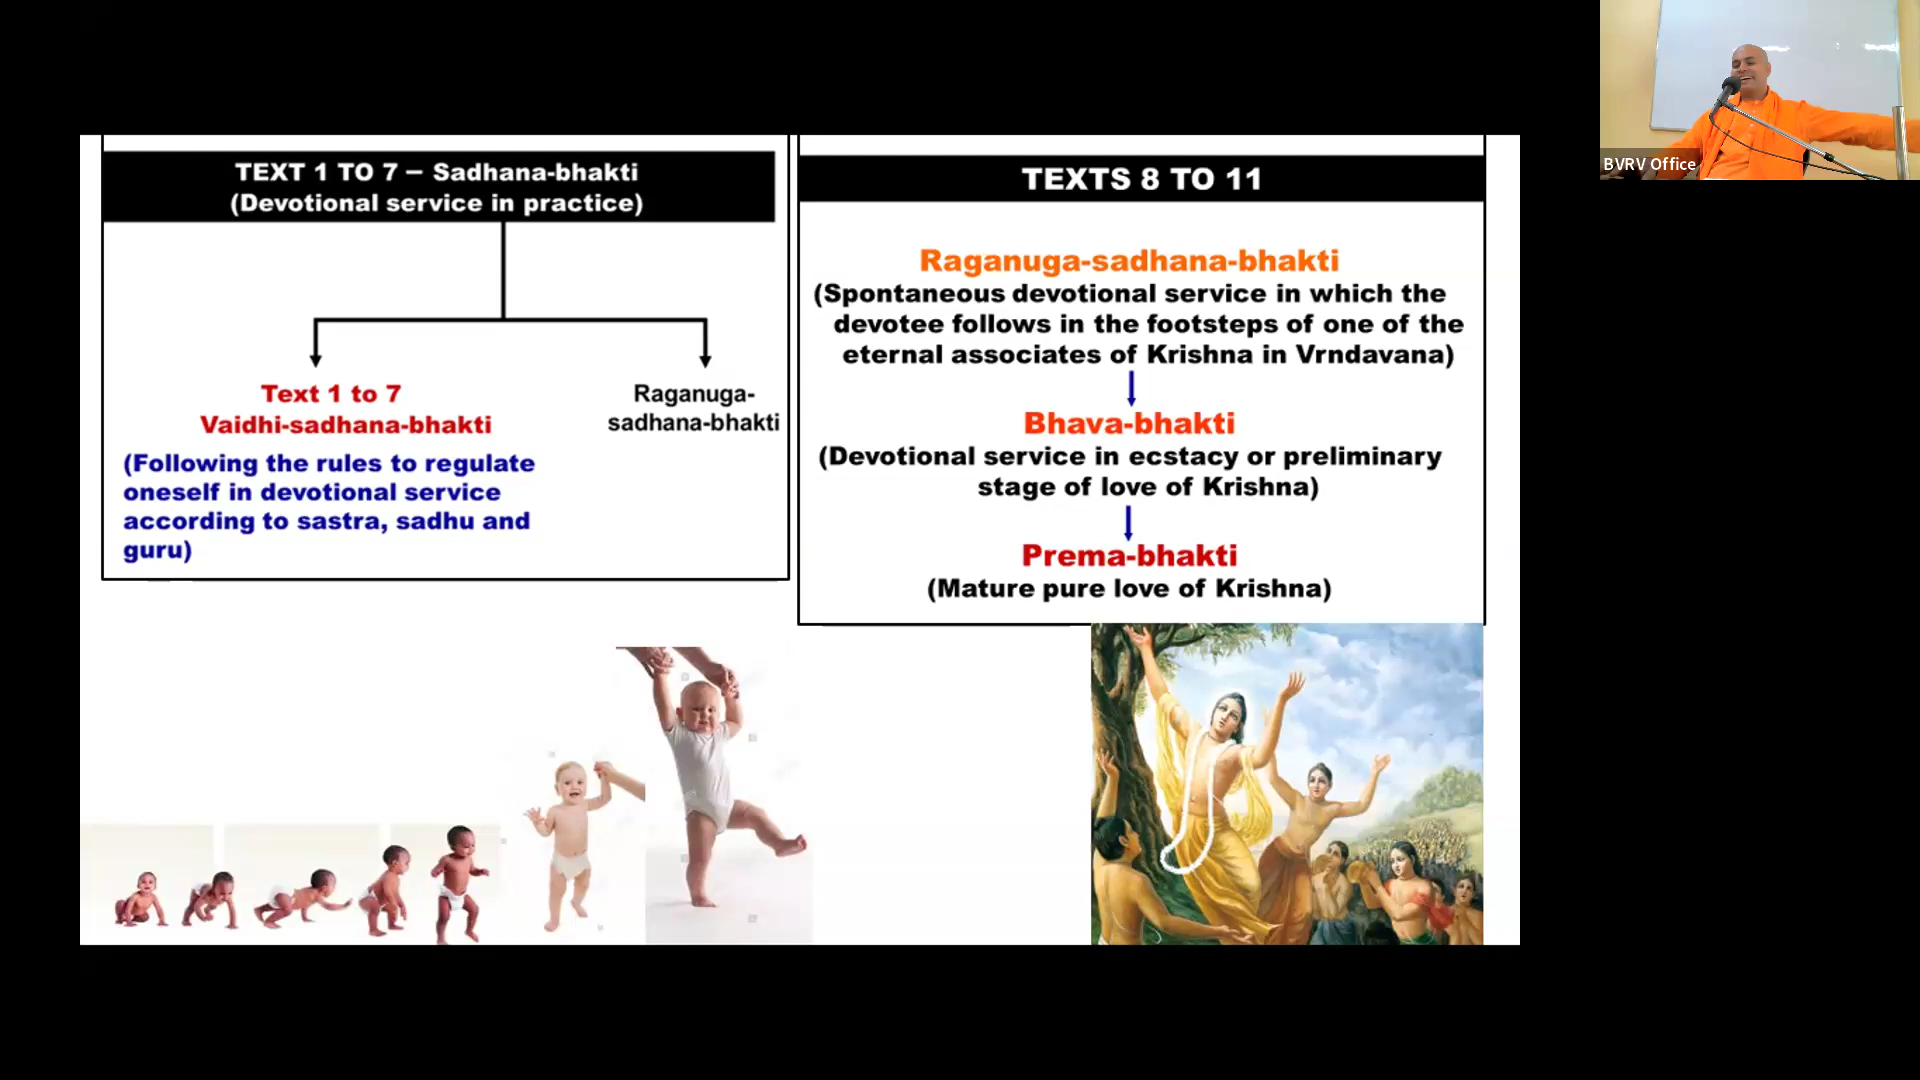 TEXT 1 TO 7 – Sadhana-bhakti
(Devotional service in practice)
Text 1 to 7
Vaidhi-sadhana-bhakti
(Following the rules to regulate
oneself in devotional service
according to sastra, sadhu and
guru)
Raganuga-
sadhana-bhakti
TEXTS 8 TO 11
Raganuga-sadhana-bhakti
(Spontaneous devotional service in which the
devotee follows in the footsteps of one of the
eternal associates of Krishna in Vrndavana)
Bhava-bhakti
(Devotional service in ecstacy or preliminary
stage of love of Krishna)
Prema-bhakti
(Mature pure love of Krishna)
BVRV Office